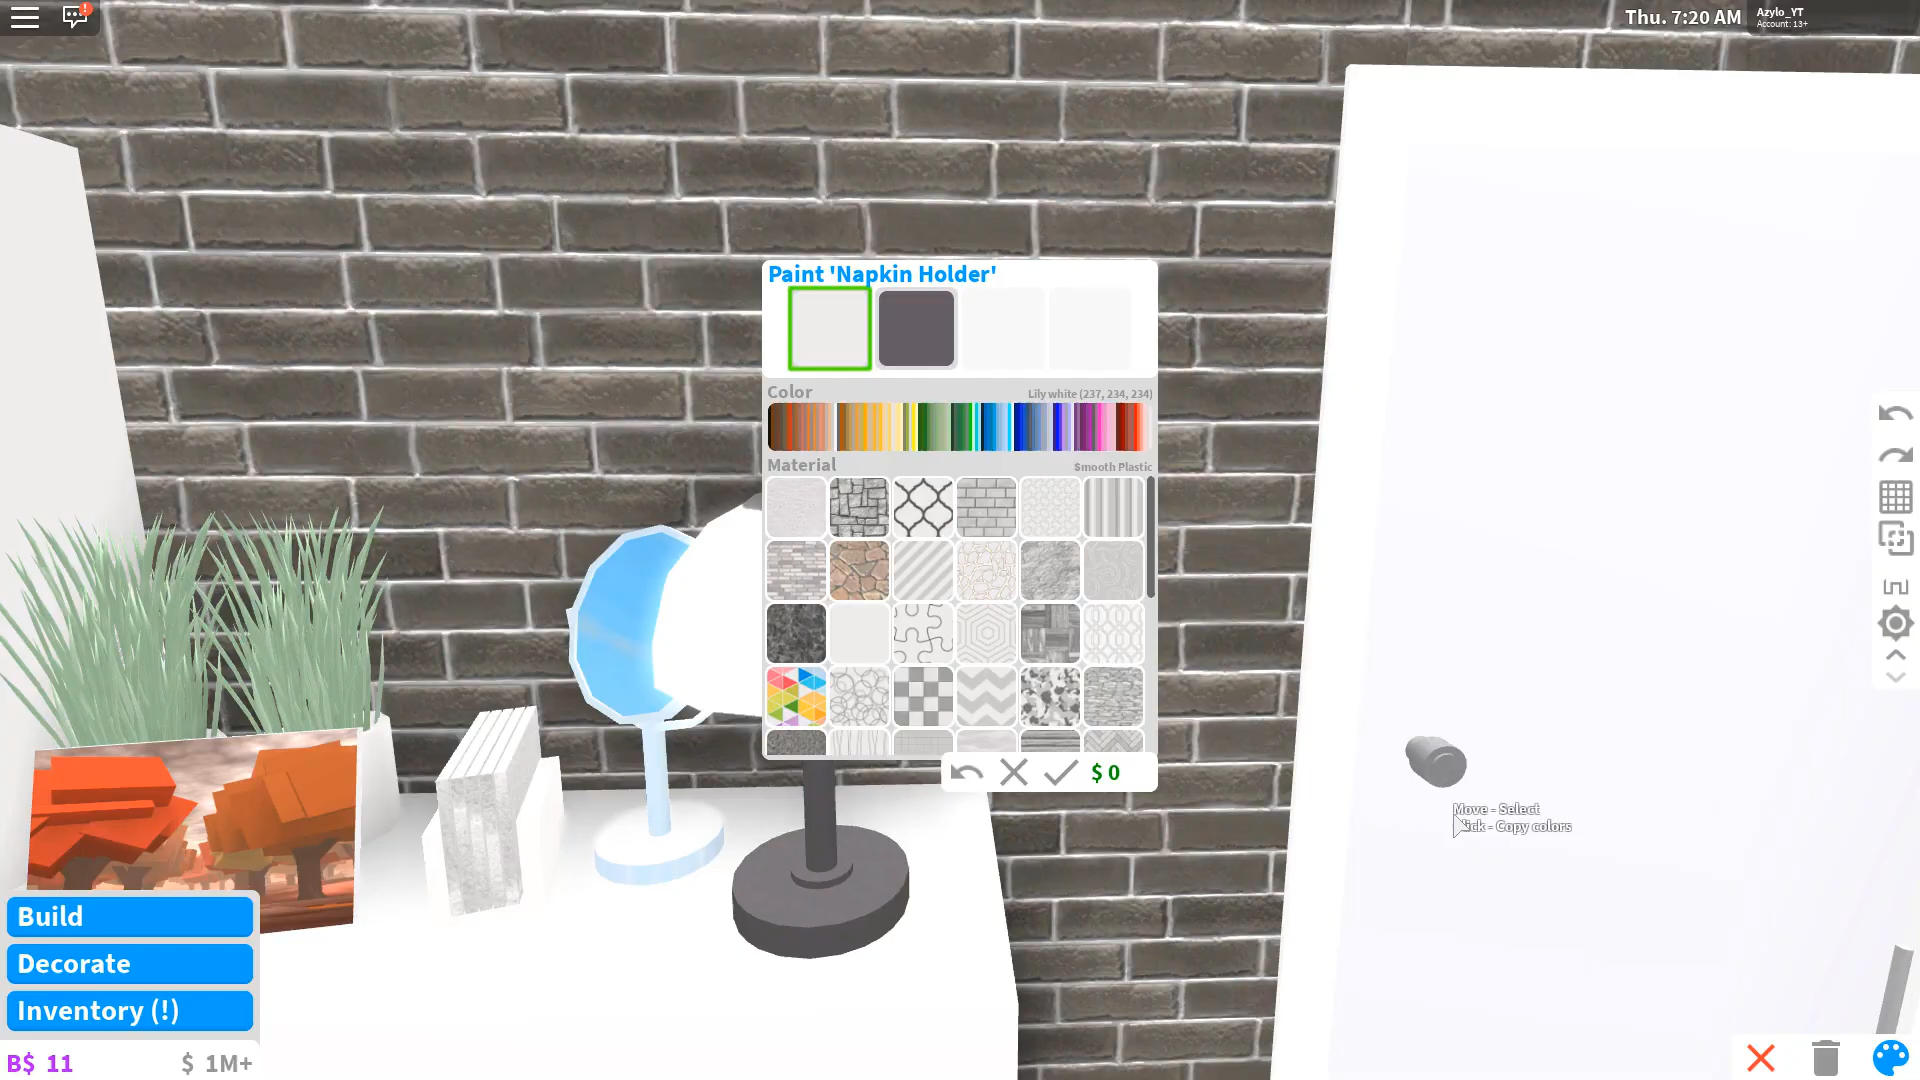 !
Thu. 7:20 AM
Azylo_YT
Account: 13+
Paint 'Napkin Holder'
Color
Lily white (237, 234, 234)
Material
Smooth Plastic
$ 0
Move - Select
Click - Copy colors
Build
Decorate
Inventory (!)
B$ 11
$ 1M+